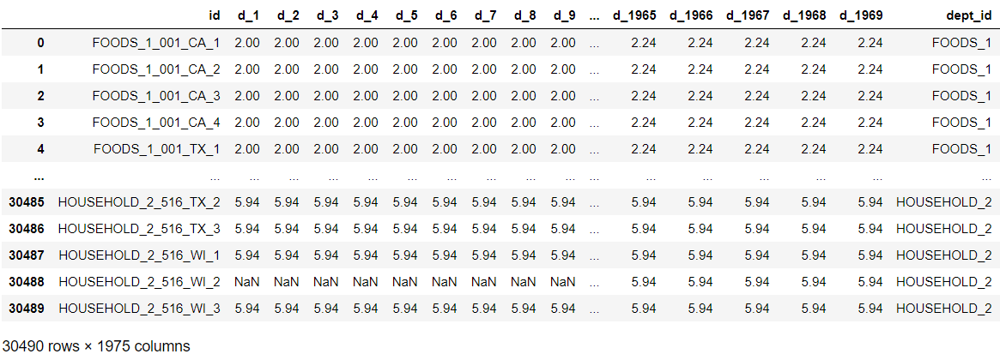 id d_1 d_2 d_3 d_4 d_5 d_6 d_7 d_8 d_9 ... d_1965 d_1966 d_1967 d_1968 d_1969 dept_id
0 FOODS_1_001_CA_1 2.00 2.00 2.00 2.00 2.00 2.00 2.00 2.00 2.00 ... 2.24 2.24 2.24 2.24 2.24 FOODS_1
1 FOODS_1_001_CA_2 2.00 2.00 2.00 2.00 2.00 2.00 2.00 2.00 2.00 ... 2.24 2.24 2.24 2.24 2.24 FOODS_1
2 FOODS_1_001_CA_3 2.00 2.00 2.00 2.00 2.00 2.00 2.00 2.00 2.00 ... 2.24 2.24 2.24 2.24 2.24 FOODS_1
3 FOODS_1_001_CA_4 2.00 2.00 2.00 2.00 2.00 2.00 2.00 2.00 2.00 ... 2.24 2.24 2.24 2.24 2.24 FOODS_1
4 FOODS_1_001_TX_1 2.00 2.00 2.00 2.00 2.00 2.00 2.00 2.00 2.00 ... 2.24 2.24 2.24 2.24 2.24 FOODS_1
... ... ... ... ... ... ... ... ... ... ... ... ... ... ... ... ... ...
30485 HOUSEHOLD_2_516_TX_2 5.94 5.94 5.94 5.94 5.94 5.94 5.94 5.94 5.94 ... 5.94 5.94 5.94 5.94 5.94 HOUSEHOLD_2
30486 HOUSEHOLD_2_516_TX_3 5.94 5.94 5.94 5.94 5.94 5.94 5.94 5.94 5.94 ... 5.94 5.94 5.94 5.94 5.94 HOUSEHOLD_2
30487 HOUSEHOLD_2_516_WI_1 5.94 5.94 5.94 5.94 5.94 5.94 5.94 5.94 5.94 ... 5.94 5.94 5.94 5.94 5.94 HOUSEHOLD_2
30488 HOUSEHOLD_2_516_WI_2 NaN NaN NaN NaN NaN NaN NaN NaN NaN ... 5.94 5.94 5.94 5.94 5.94 HOUSEHOLD_2
30489 HOUSEHOLD_2_516_WI_3 5.94 5.94 5.94 5.94 5.94 5.94 5.94 5.94 5.94 ... 5.94 5.94 5.94 5.94 5.94 HOUSEHOLD_2
30490 rows × 1975 columns